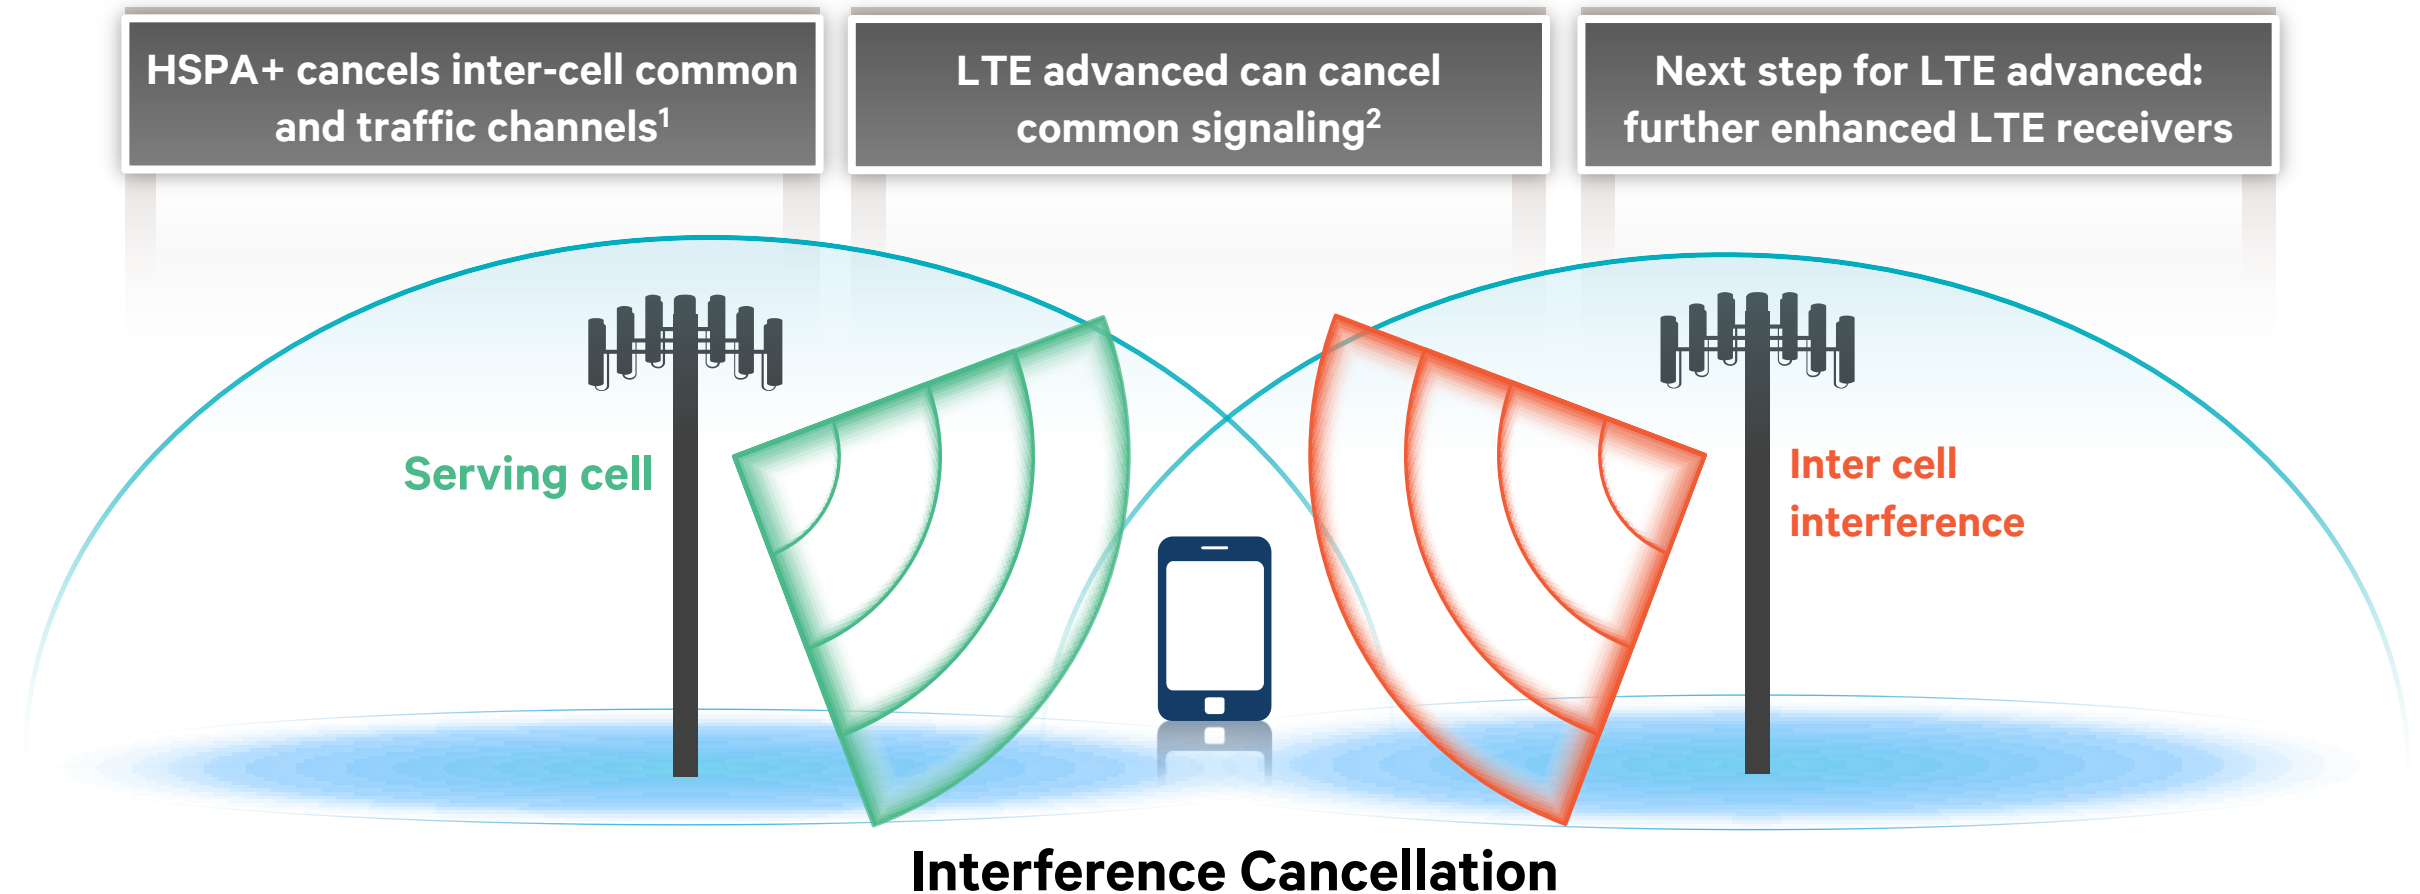 HSPA+ cancels inter-cell common
and traffic channels¹
LTE advanced can cancel
common signaling²
Next step for LTE advanced:
further enhanced LTE receivers
Serving cell
Inter cell
interference
Interference Cancellation